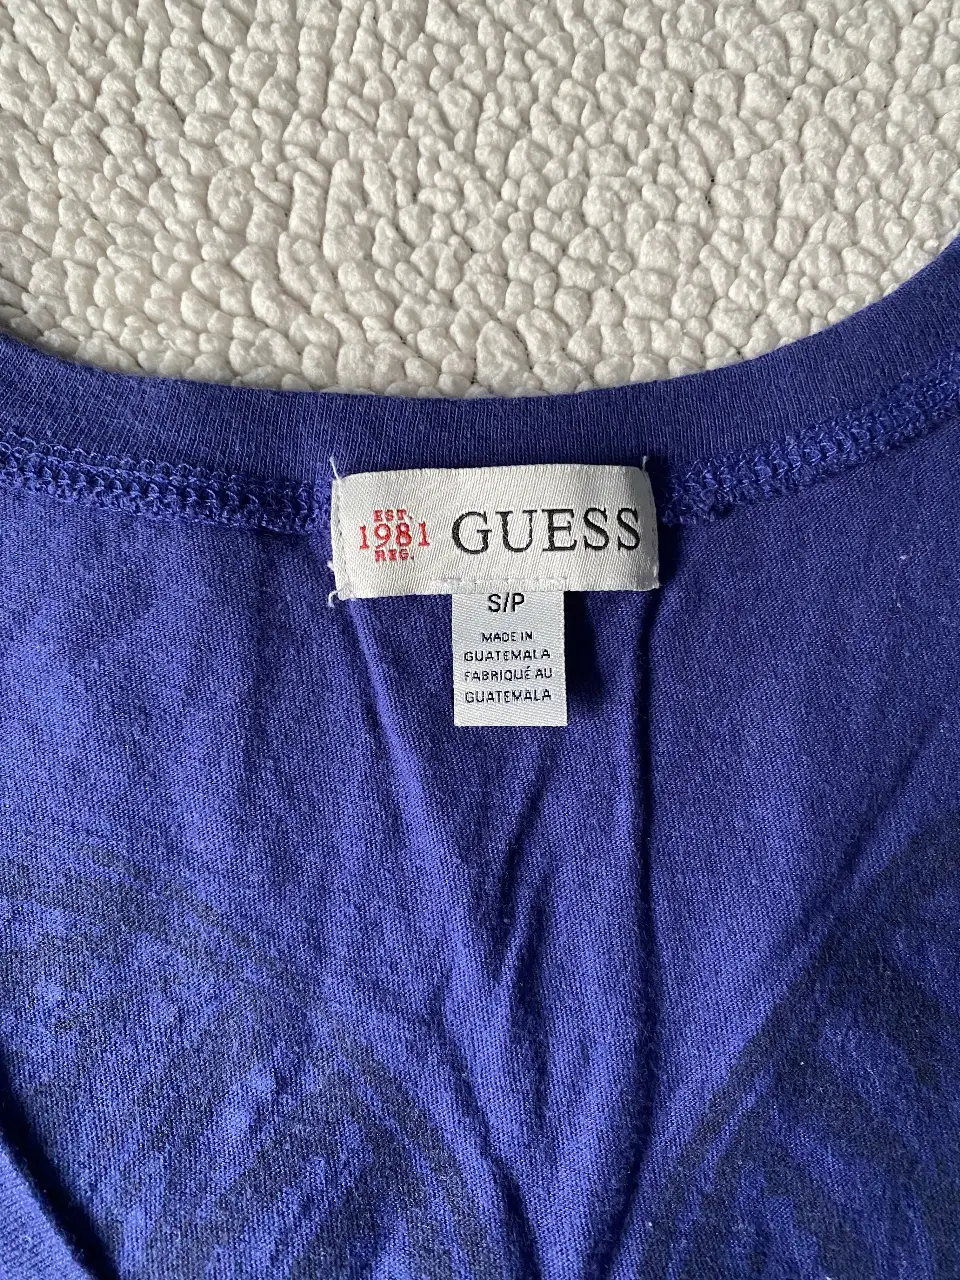 EST.
1981 GUESS
REG.
S/P
MADE IN
GUATEMALA
FABRIQUÉ AU
GUATEMALA